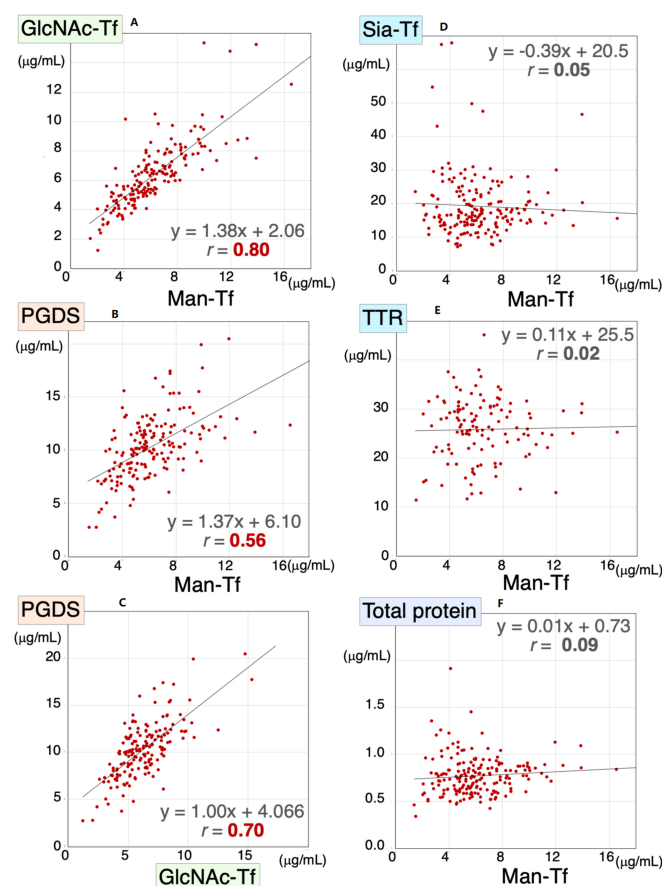 GlcNAc-Tf
A
(μg/mL)
12
10
8
6
4
2
0
y = 1.38x + 2.06
r = 0.80
0 4 8 12 16 (μg/mL)
Man-Tf
Sia-Tf
D
(μg/mL)
y = -0.39x + 20.5
r = 0.05
50
40
30
20
10
0
0 4 8 12 16 (μg/mL)
Man-Tf
PGDS
B
(μg/mL)
15
10
5
0
y = 1.37x + 6.10
r = 0.56
0 4 8 12 16 (μg/mL)
Man-Tf
TTR
E
(μg/mL)
y = 0.11x + 25.5
r = 0.02
30
20
10
0
0 4 8 12 16 (μg/mL)
Man-Tf
PGDS
C
(μg/mL)
20
15
10
5
0
y = 1.00x + 4.066
r = 0.70
0 5 10 15 (μg/mL)
GlcNAc-Tf
Total protein
F
(μg/mL)
y = 0.01x + 0.73
r = 0.09
1.0
0.5
0.0
0 4 8 12 16 (μg/mL)
Man-Tf